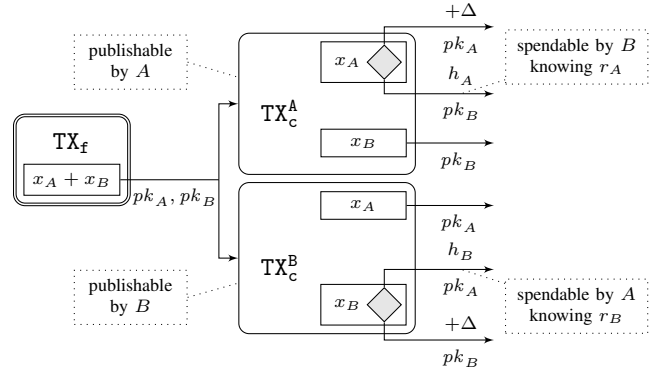 +Δ
publishable
by A
x_A
pk_A
h_A
spendable by B
knowing r_A
TX_c^A
pk_B
TX_f
x_B
pk_B
x_A + x_B
pk_A, pk_B
x_A
pk_A
h_B
TX_c^B
publishable
by B
pk_A
spendable by A
knowing r_B
x_B
+Δ
pk_B